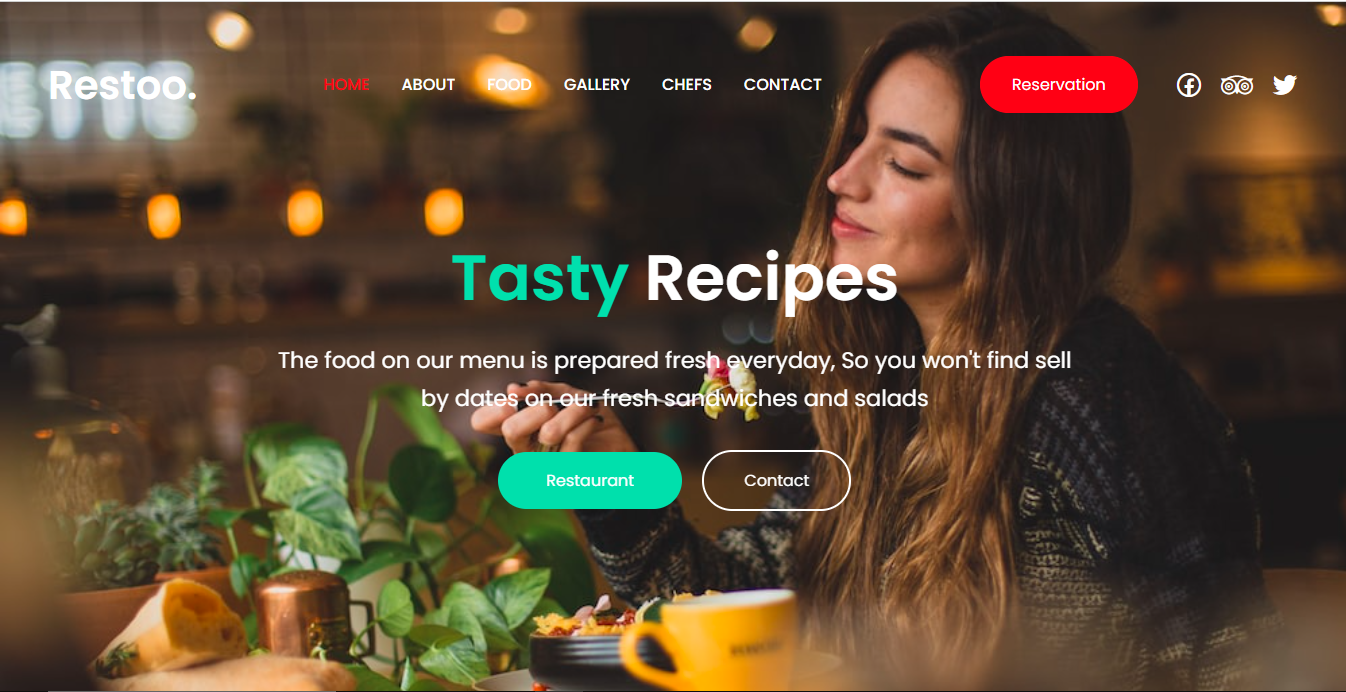 Restoo.
HOME ABOUT FOOD GALLERY CHEFS CONTACT
Reservation
Tasty Recipes
The food on our menu is prepared fresh everyday, So you won't find sell
by dates on our fresh sandwiches and salads
Restaurant
Contact